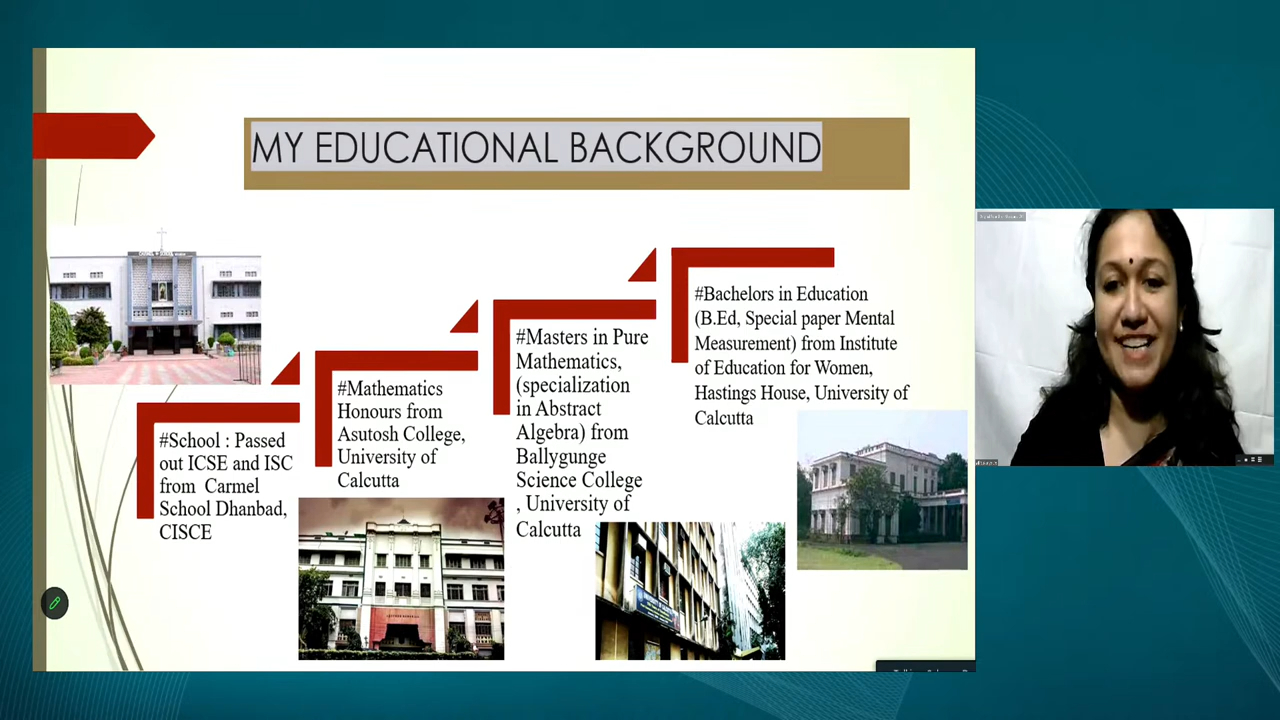 MY EDUCATIONAL BACKGROUND
#School : Passed
out ICSE and ISC
from Carmel
School Dhanbad,
CISCE
#Mathematics
Honours from
Asutosh College,
University of
Calcutta
#Masters in Pure
Mathematics,
(specialization
in Abstract
Algebra) from
Ballygunge
Science College
, University of
Calcutta
#Bachelors in Education
(B.Ed, Special paper Mental
Measurement) from Institute
of Education for Women,
Hastings House, University of
Calcutta